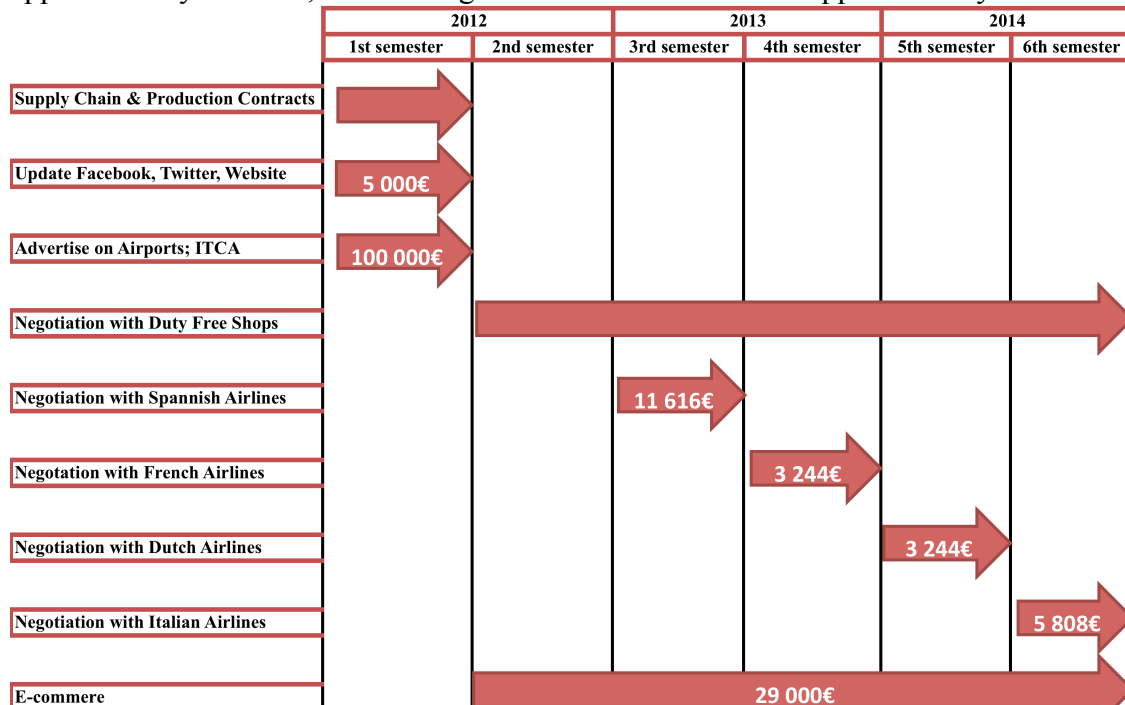 2012 2013 2014
1st semester 2nd semester 3rd semester 4th semester 5th semester 6th semester
Supply Chain & Production Contracts
Update Facebook, Twitter, Website 5 000€
Advertise on Airports; ITCA 100 000€
Negotiation with Duty Free Shops
Negotiation with Spannish Airlines 11 616€
Negotation with French Airlines 3 244€
Negotiation with Dutch Airlines 3 244€
Negotiation with Italian Airlines 5 808€
E-commere 29 000€